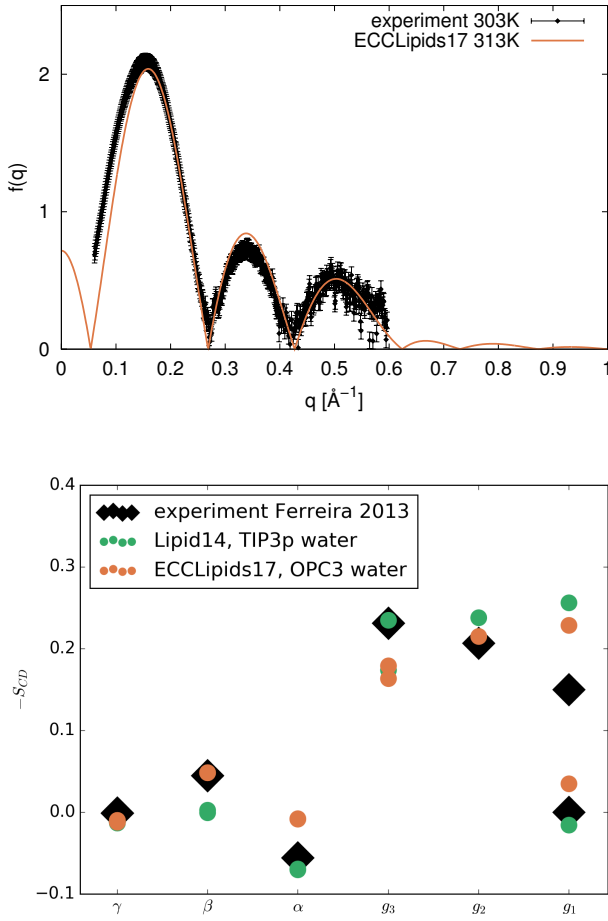 experiment 303K
ECCLipids17 313K
f(q)
2
1
0
0 0.1 0.2 0.3 0.4 0.5 0.6 0.7 0.8 0.9 1
q [Å⁻¹]
experiment Ferreira 2013
Lipid14, TIP3p water
ECCLipids17, OPC3 water
−S_CD
0.4
0.3
0.2
0.1
0.0
−0.1
γ β α g₃ g₂ g₁